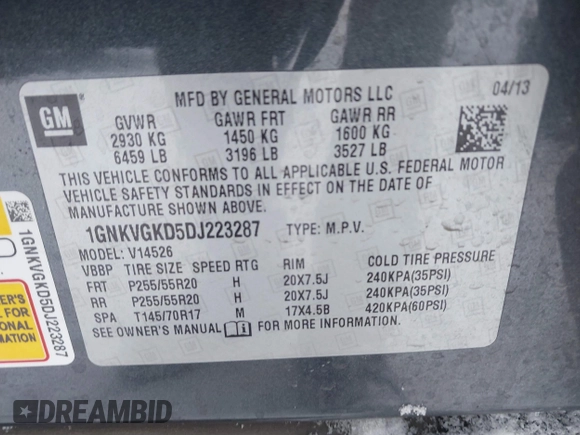 GM
®
MFD BY GENERAL MOTORS LLC
04/13
GVWR GAWR FRT GAWR RR
2930 KG 1450 KG 1600 KG
6459 LB 3196 LB 3527 LB
THIS VEHICLE CONFORMS TO ALL APPLICABLE U.S. FEDERAL MOTOR
VEHICLE SAFETY STANDARDS IN EFFECT ON THE DATE OF
MANUFACTURE SHOWN ABOVE.
1GNKVGKD5DJ223287 TYPE: M.P.V.
MODEL: V14526
VBBP TIRE SIZE SPEED RTG RIM COLD TIRE PRESSURE
FRT P255/55R20 H 20X7.5J 240KPA(35PSI)
RR P255/55R20 H 20X7.5J 240KPA(35PSI)
SPA T145/70R17 M 17X4.5B 420KPA(60PSI)
SEE OWNER'S MANUAL i FOR MORE INFORMATION.
1GNKVGKD5DJ223287
FOR
DREAMBID